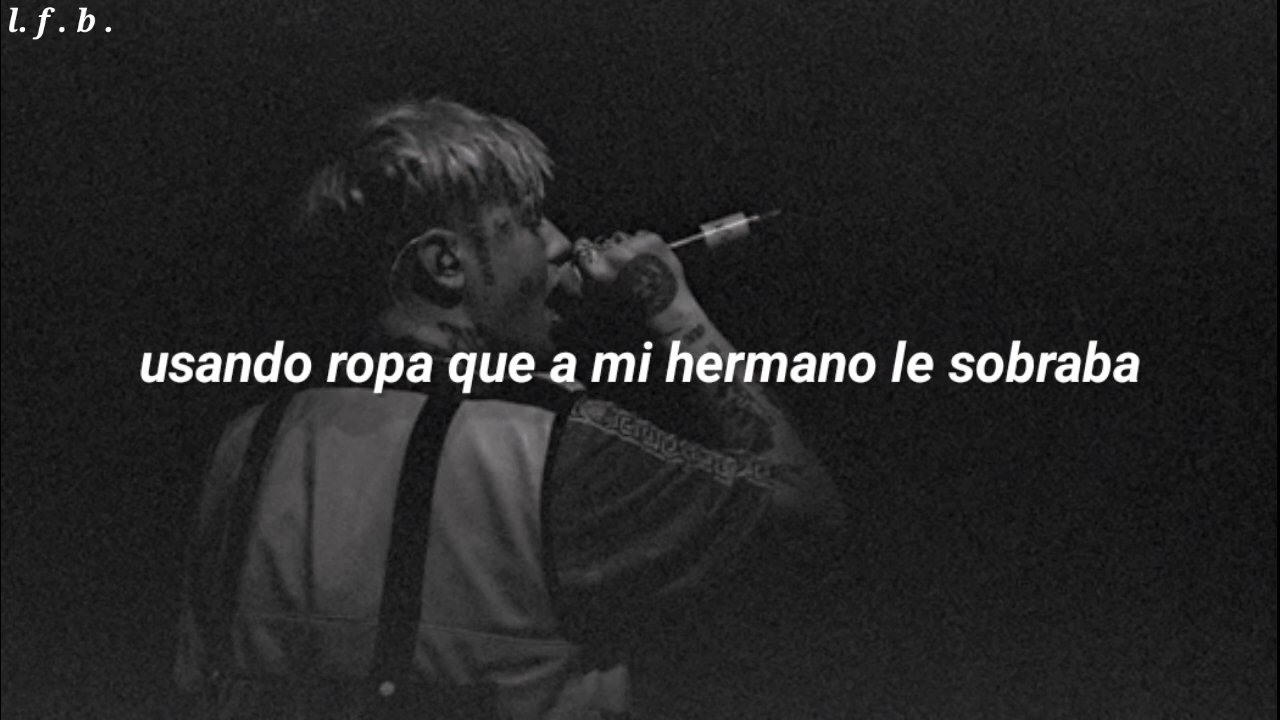 l. f . b .
usando ropa que a mi hermano le sobraba